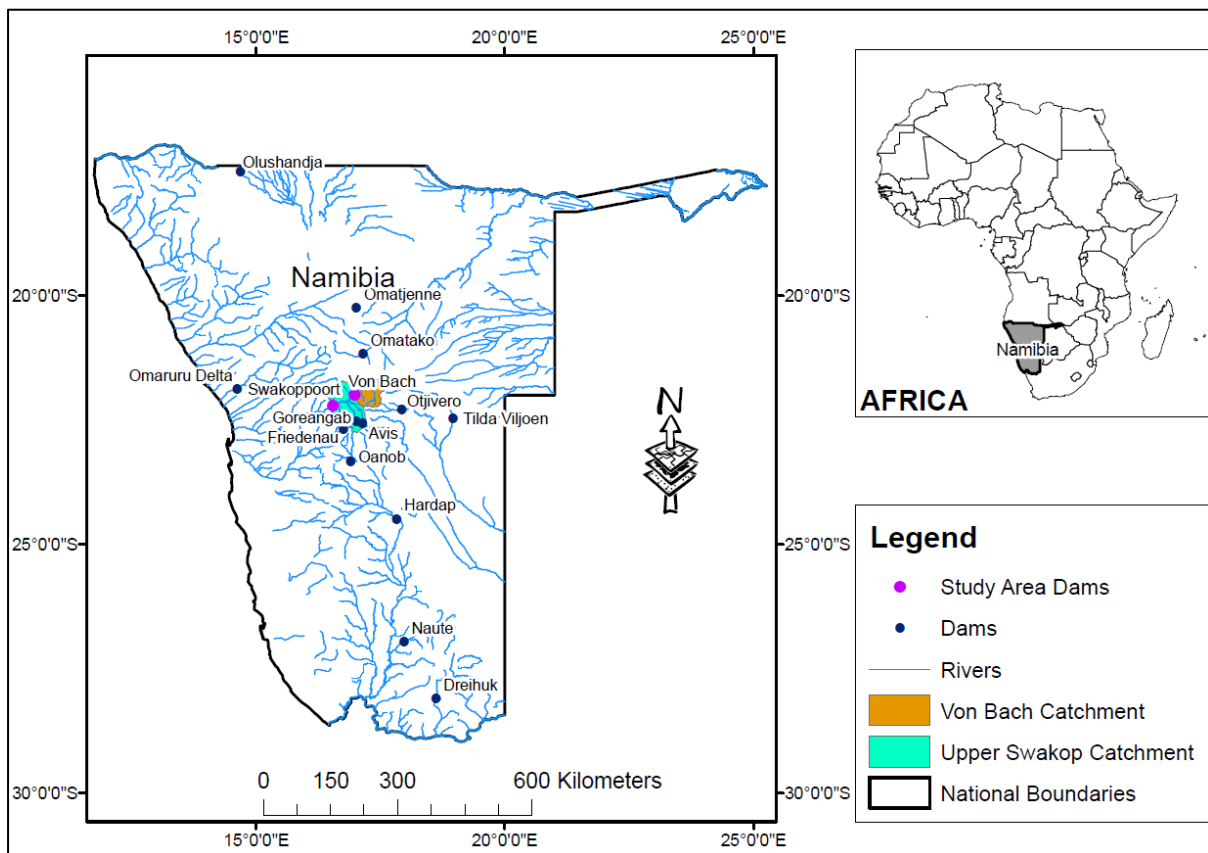 15°0'0"E
20°0'0"E
25°0'0"E
Olushandja
Namibia
20°0'0"S
20°0'0"S
Omatjenne
Omatako
Omaruru Delta
Swakoppoort
Von Bach
Otjivero
Goreangab
Tilda Viljoen
Friedenau
Avis
Oanob
N
Hardap
25°0'0"S
25°0'0"S
Naute
Dreihuk
0 150 300 600 Kilometers
30°0'0"S
30°0'0"S
15°0'0"E
20°0'0"E
25°0'0"E
Namibia
AFRICA
Legend
Study Area Dams
Dams
Rivers
Von Bach Catchment
Upper Swakop Catchment
National Boundaries